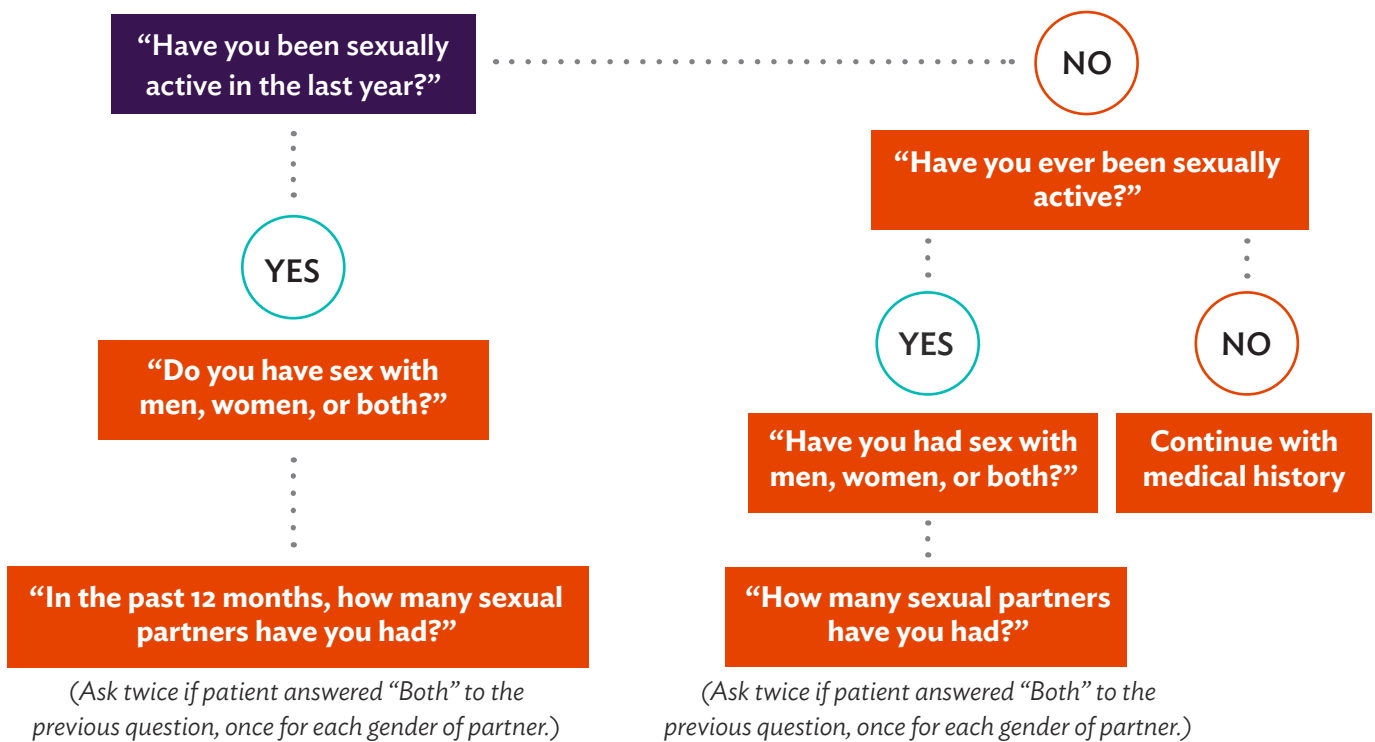 “Have you been sexually
active in the last year?”
NO
“Have you ever been sexually
active?”
YES
“Do you have sex with
men, women, or both?”
“In the past 12 months, how many sexual
partners have you had?”
(Ask twice if patient answered “Both” to the
previous question, once for each gender of partner.)
YES
“Have you had sex with
men, women, or both?”
“How many sexual partners
have you had?”
(Ask twice if patient answered “Both” to the
previous question, once for each gender of partner.)
NO
Continue with
medical history